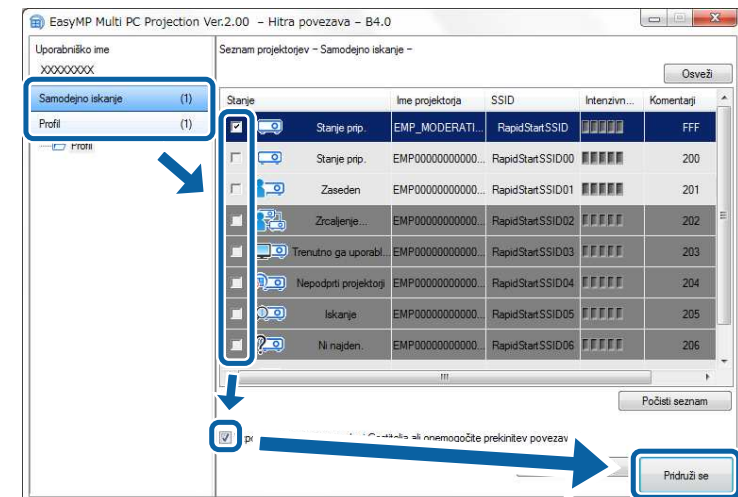 EasyMP Multi PC Projection Ver.2.00 – Hitra povezava – B4.0
Uporabniško ime
XXXXXXXX
Samodejno iskanje (1)
Profil (1)
Profil
Seznam projektorjev – Samodejno iskanje –
Osveži
Stanje Ime projektorja SSID Intenzivn... Komentarji
Stanje prip. EMP_MODERATI... RapidStartSSID FFF
Stanje prip. EMP00000000000... RapidStartSSID00 200
Zaseden EMP00000000000... RapidStartSSID01 201
Zrcaljenje... EMP00000000000... RapidStartSSID02 202
Trenutno ga uporabl... EMP00000000000... RapidStartSSID03 203
Nepodprti projektorji EMP00000000000... RapidStartSSID04 204
Iskanje EMP00000000000... RapidStartSSID05 205
Ni najden. EMP00000000000... RapidStartSSID06 206
Počisti seznam
ali onemogočite prekinitev povezav
Pridruži se